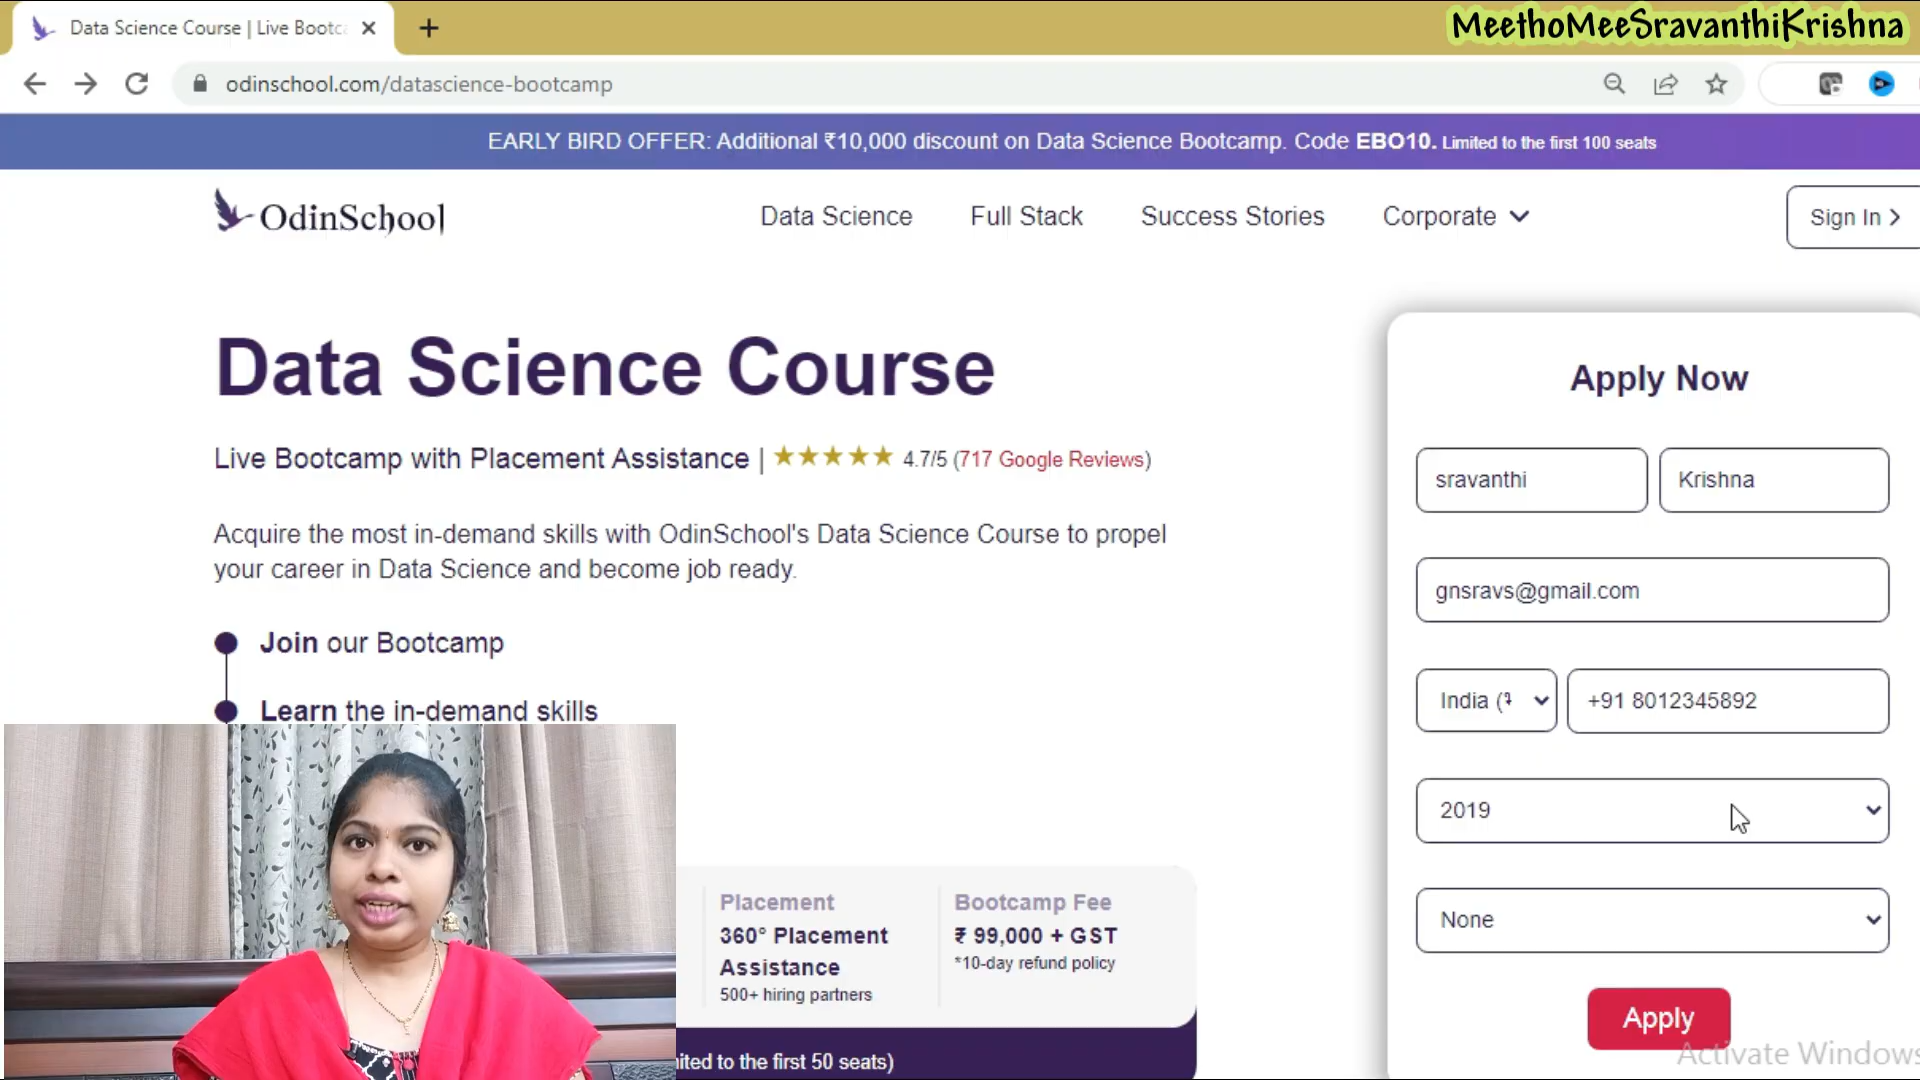 Data Science Course | Live Bootc
MeethoMeeSravanthiKrishna
odinschool.com/datascience-bootcamp
EARLY BIRD OFFER: Additional ₹10,000 discount on Data Science Bootcamp. Code EBO10. Limited to the first 100 seats
OdinSchool
Data Science
Full Stack
Success Stories
Corporate
Sign In >
Data Science Course
Live Bootcamp with Placement Assistance | ★★★★★ 4.7/5 (717 Google Reviews)
Acquire the most in-demand skills with OdinSchool's Data Science Course to propel
your career in Data Science and become job ready.
Join our Bootcamp
Learn the in-demand skills
Placement
360° Placement
Assistance
500+ hiring partners
Bootcamp Fee
₹ 99,000 + GST
*10-day refund policy
to the first 50 seats)
Apply Now
sravanthi
Krishna
gnsravs@gmail.com
India
+91 8012345892
2019
None
Apply
Activate Windows